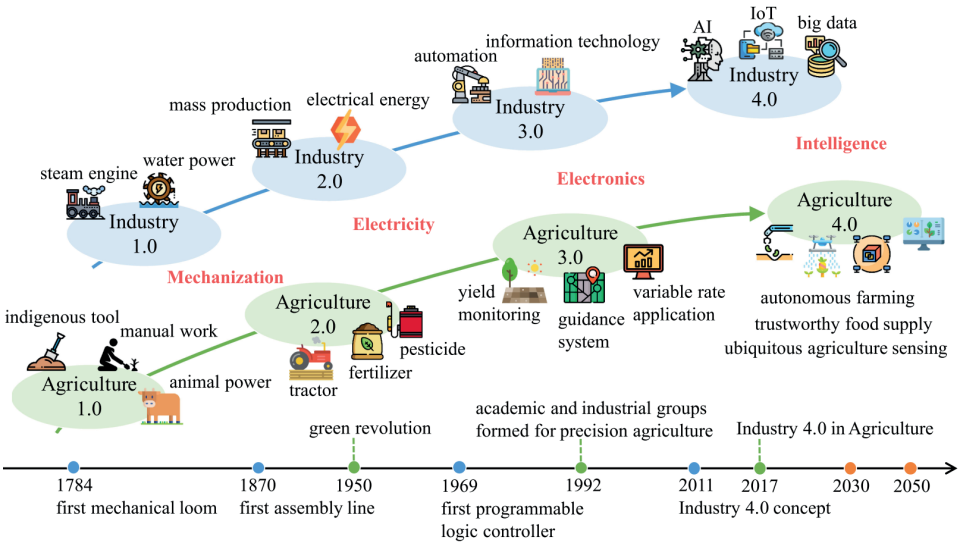 AI
IoT
big data
Industry
4.0
automation
information technology
Industry
3.0
mass production
electrical energy
Industry
2.0
steam engine
water power
Industry
1.0
Intelligence
Electronics
Electricity
Mechanization
Agriculture
4.0
autonomous farming
trustworthy food supply
ubiquitous agriculture sensing
Agriculture
3.0
yield
monitoring
guidance
system
variable rate
application
Agriculture
2.0
tractor
fertilizer
pesticide
indigenous tool
manual work
Agriculture
1.0
animal power
green revolution
academic and industrial groups
formed for precision agriculture
Industry 4.0 in Agriculture
1784
1870
1950
1969
1992
2011
2017
2030
2050
first mechanical loom
first assembly line
first programmable
logic controller
Industry 4.0 concept